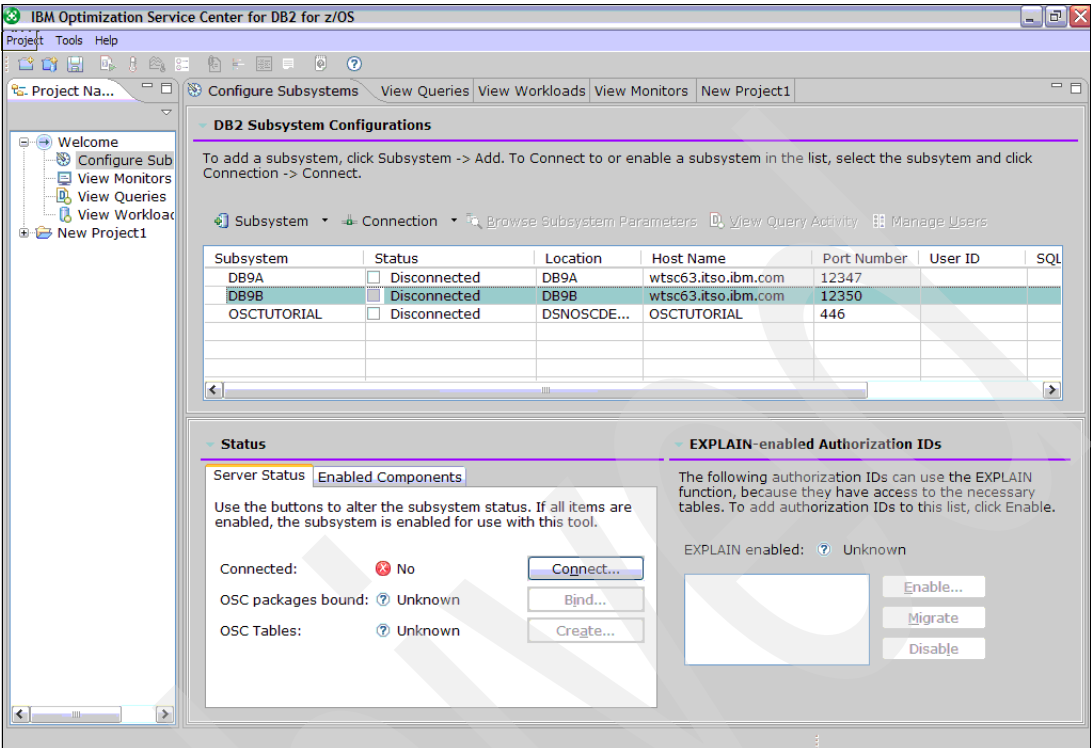 IBM Optimization Service Center for DB2 for z/OS
Project Tools Help
Project Na...
Configure Subsystems View Queries View Workloads View Monitors New Project1
Welcome
Configure Sub
View Monitors
View Queries
View Workload
New Project1
DB2 Subsystem Configurations
To add a subsystem, click Subsystem -> Add. To Connect to or enable a subsystem in the list, select the subsytem and click
Connection -> Connect.
Subsystem Connection Browse Subsystem Parameters View Query Activity Manage Users
Subsystem Status Location Host Name Port Number User ID SQL
DB9A Disconnected DB9A wtsc63.itso.ibm.com 12347
DB9B Disconnected DB9B wtsc63.itso.ibm.com 12350
OSCTUTORIAL Disconnected DSNOSCDE... OSCTUTORIAL 446
Status
Server Status Enabled Components
Use the buttons to alter the subsystem status. If all items are
enabled, the subsystem is enabled for use with this tool.
Connected: No Connect...
OSC packages bound: Unknown Bind...
OSC Tables: Unknown Create...
EXPLAIN-enabled Authorization IDs
The following authorization IDs can use the EXPLAIN
function, because they have access to the necessary
tables. To add authorization IDs to this list, click Enable.
EXPLAIN enabled: Unknown
Enable...
Migrate
Disable